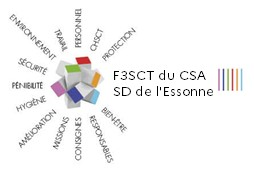 ENVIRONNEMENT
TRAVAIL
PERSONNEL
CHSCT
PROTECTION
SÉCURITÉ
PÉNIBILITÉ
HYGIÈNE
AMÉLIORATION
MISSIONS
CONSIGNES
RESPONSABLES
BIEN-ÊTRE
F3SCT du CSA
SD de l'Essonne